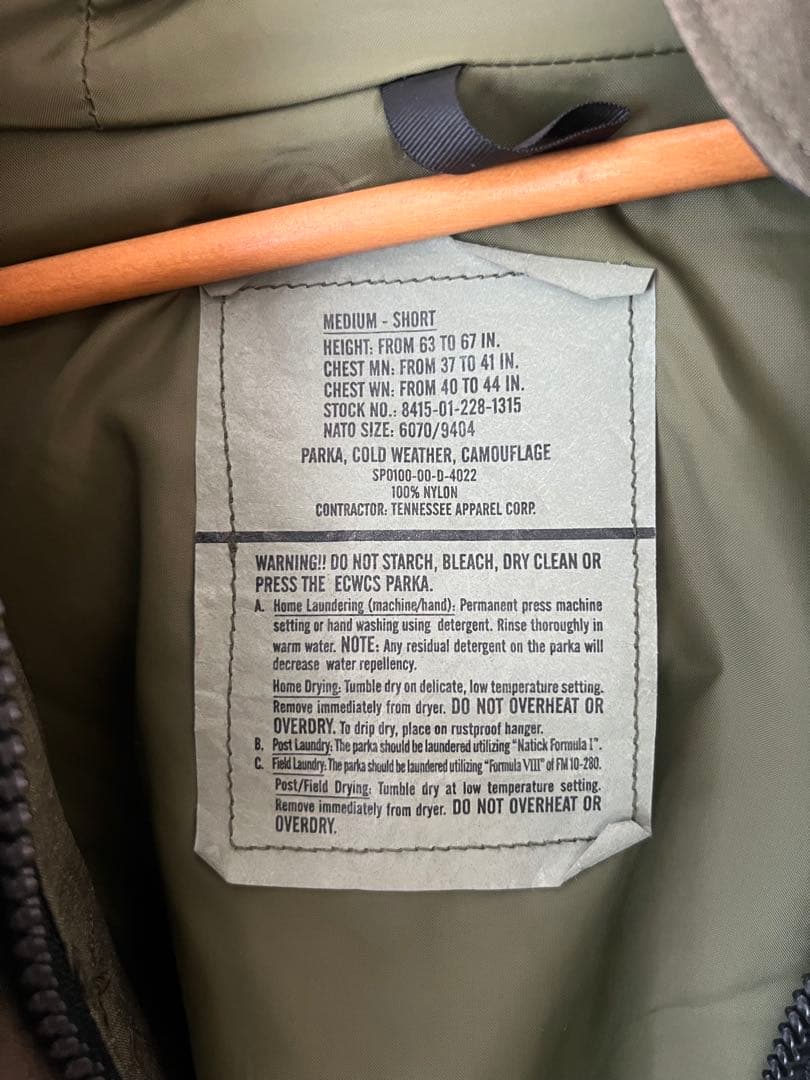 MEDIUM - SHORT
HEIGHT: FROM 63 TO 67 IN.
CHEST MN: FROM 37 TO 41 IN.
CHEST WN: FROM 40 TO 44 IN.
STOCK NO.: 8415-01-228-1315
NATO SIZE: 6070/9404
PARKA, COLD WEATHER, CAMOUFLAGE
SPO100-00-D-4022
100% NYLON
CONTRACTOR: TENNESSEE APPAREL CORP.
WARNING!! DO NOT STARCH, BLEACH, DRY CLEAN OR
PRESS THE ECWCS PARKA.
A. Home Laundering (machine/hand): Permanent press machine
setting or hand washing using detergent. Rinse thoroughly in
warm water. NOTE: Any residual detergent on the parka will
decrease water repellency.
Home Drying: Tumble dry on delicate, low temperature setting.
Remove immediately from dryer. DO NOT OVERHEAT OR
OVERDRY. To drip dry, place on rustproof hanger.
B. Post Laundry: The parka should be laundered utilizing "Natick Formula I".
C. Field Laundry: The parka should be laundered utilizing "Formula VIII" of FM 10-280.
Post/Field Drying: Tumble dry at low temperature setting.
Remove immediately from dryer. DO NOT OVERHEAT OR
OVERDRY.